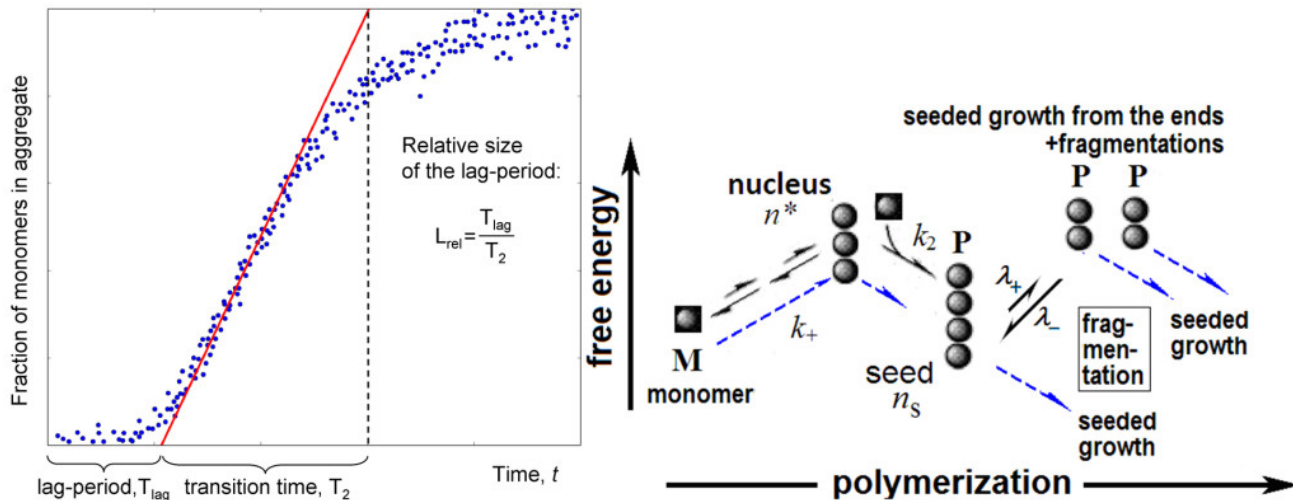 Fraction of monomers in aggregate
Relative size
of the lag-period:
L_rel = T_lag / T_2
lag-period, T_lag
transition time, T_2
Time, t
free energy
seeded growth from the ends
+fragmentations
P P
nucleus
n*
k_2
P
M
monomer
k_+
λ_+
λ_–
frag-
men-
tation
seeded
growth
seed
n_s
seeded
growth
polymerization